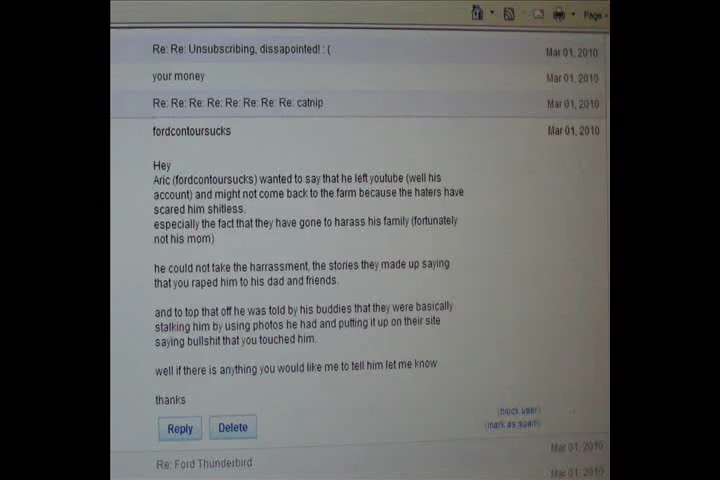 Page
Re: Re: Unsubscribing, dissapointed! : (
Mar 01, 2010
your money
Mar 01, 2010
Re: Re: Re: Re: Re: Re: Re: Re: catnip
Mar 01, 2010
fordcontoursucks
Mar 01, 2010
Hey
Aric (fordcontoursucks) wanted to say that he left youtube (well his
account) and might not come back to the farm because the haters have
scared him shitless.
especially the fact that they have gone to harass his family (fortunately
not his mom)
he could not take the harrassment, the stories they made up saying
that you raped him to his dad and friends.
and to top that off he was told by his buddies that they were basically
stalking him by using photos he had and putting it up on their site
saying bullshit that you touched him.
well if there is anything you would like me to tell him let me know
thanks
(block user)
(mark as spam)
Reply
Delete
Mar 01, 2010
Re: Ford Thunderbird
Mar 01, 2010